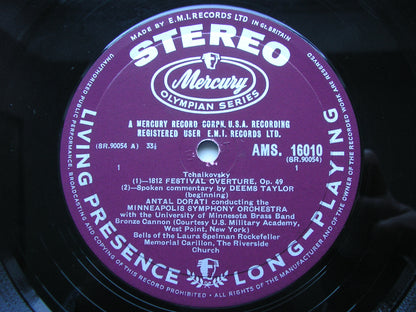 MADE BY E.M.I. RECORDS LTD IN GT. BRITAIN
STEREO
Mercury
OLYMPIAN SERIES
A MERCURY RECORD CORPN. U.S.A. RECORDING
REGISTERED USER E.M.I. RECORDS LTD.
(SR.90054 A) 33⅓
AMS. 16010
(SR.90054)
1
1
Tchaikovsky
(1)—1812 FESTIVAL OVERTURE, Op. 49
(2)—Spoken commentary by DEEMS TAYLOR
(beginning)
ANTAL DORATI conducting the
MINNEAPOLIS SYMPHONY ORCHESTRA
with the University of Minnesota Brass Band
Bronze Cannon (Courtesy U.S. Military Academy,
West Point, New York)
Bells of the Laura Spelman Rockefeller
Memorial Carillon, The Riverside
Church
LIVING PRESENCE
LONG-PLAYING
UNAUTHORISED PUBLIC PERFORMANCE, BROADCASTING AND COPYING OF THIS RECORD PROHIBITED · ALL RIGHTS OF THE MANUFACTURER AND OF THE OWNER OF THE RECORDED WORK ARE RESERVED